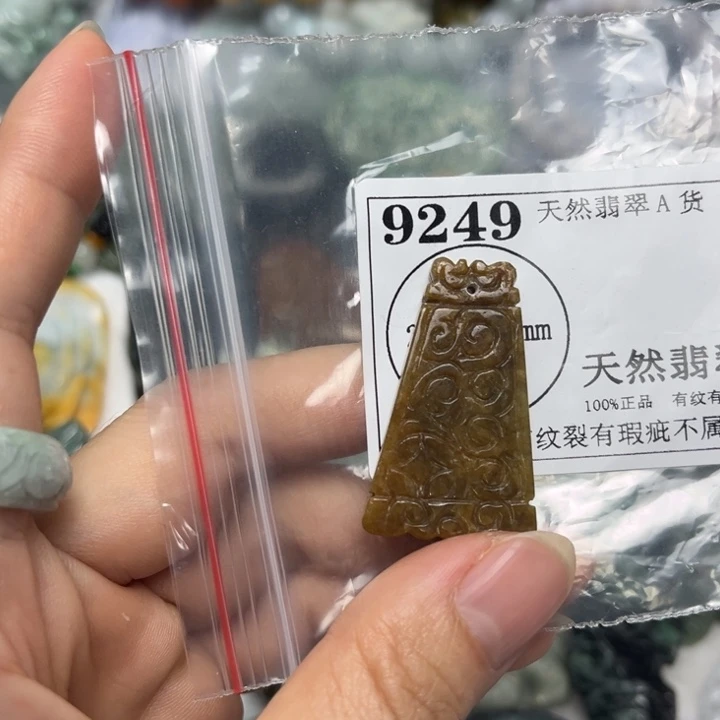 9249 天然翡翠A货
mm
天然翡
100%正品 有纹有
纹裂有瑕疵不属